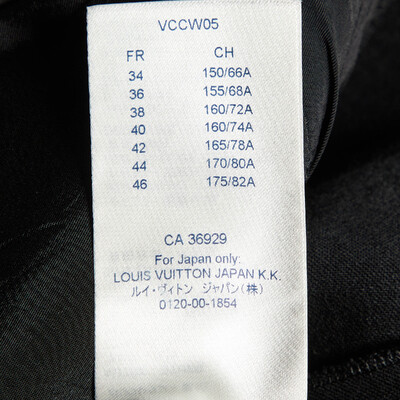 VCCW05
FR CH
34 150/66A
36 155/68A
38 160/72A
40 160/74A
42 165/78A
44 170/80A
46 175/82A
CA 36929
For Japan only:
LOUIS VUITTON JAPAN K.K.
ルイ・ヴィトン ジャパン(株)
0120-00-1854